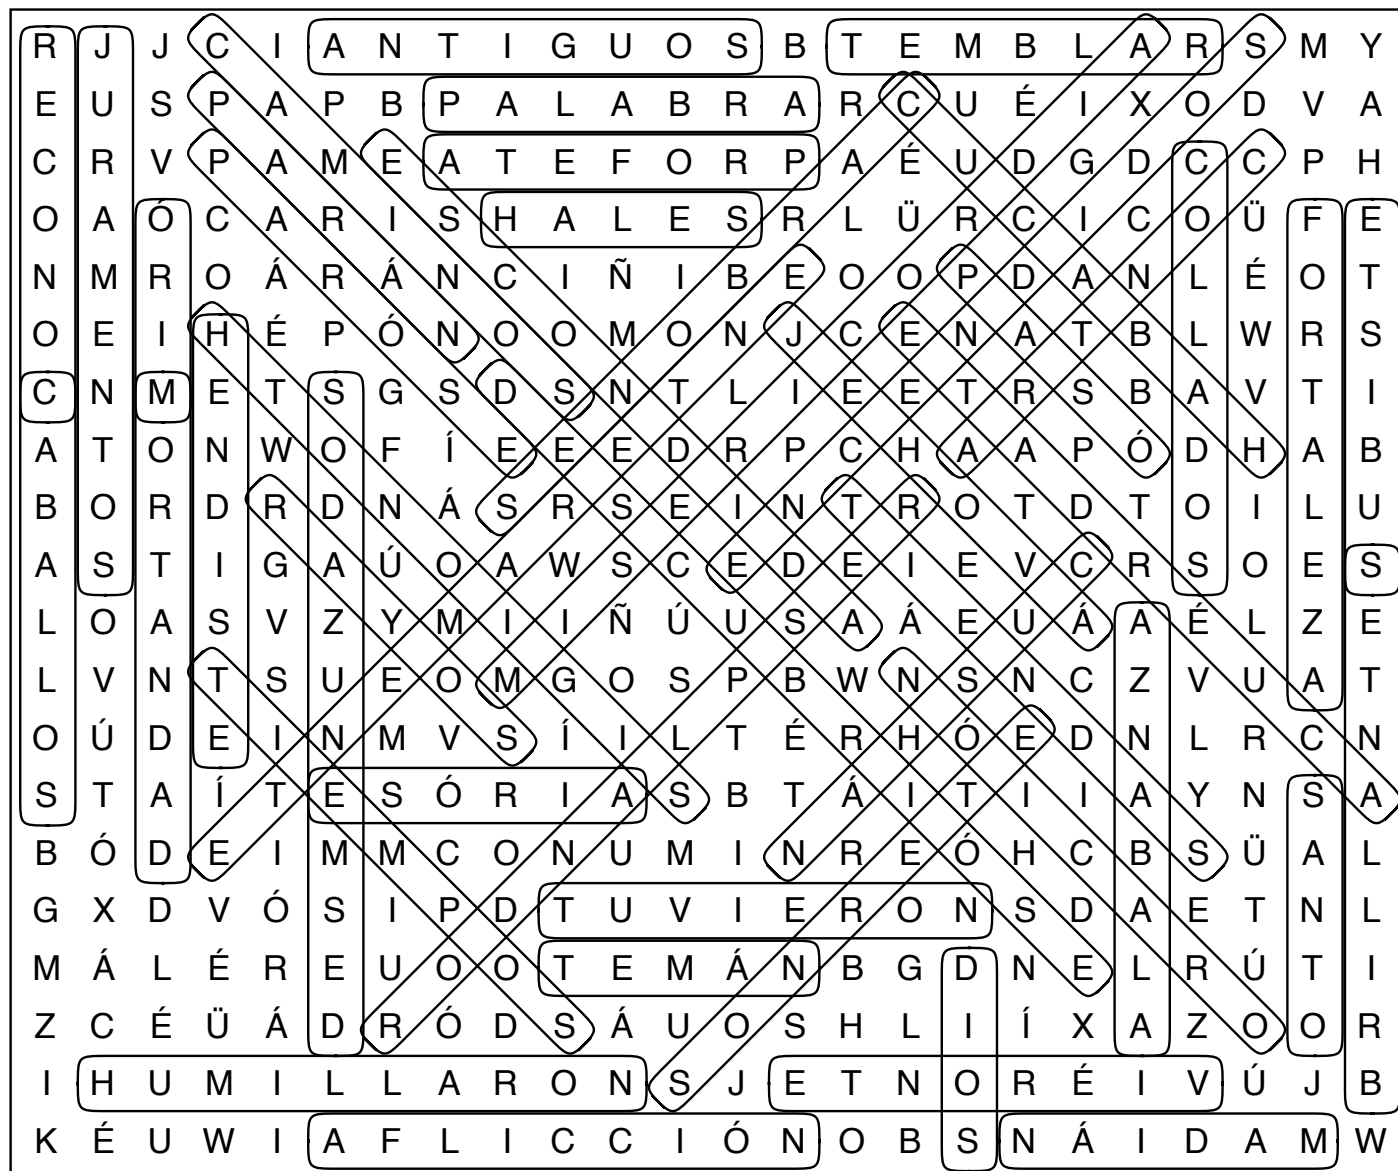 R J J C I A N T I G U O S B T E M B L A R S M Y
E U S P A P B P A L A B R A R C U É I X O D V A
C R V P A M E A T E F O R P A É U D G D C C P H
O A Ó C A R I S H A L E S R L Ü R C I C O Ü F E
N M R O Á R Á N C I Ñ I B E O O P D A N L É O T
O E I H É P Ó N O O M O N J C E N A T B L W R S
C N M E T S G S D S N T L I E E T R S B A V T I
A T O N W O F Í E E E D R P C H A A P Ó D H A B
B O R D R D N Á S R S E I N T R O T D T O I L U
A S T I G A Ú O A W S C E D E I E V C R S O E S
L O A S V Z Y M I I Ñ Ú U S A Á E U Á A É L Z E
L V N T S U E O M G O S P B W N S N C Z V U A T
O Ú D E I N M V S Í I L T É R H Ó E D N L R C N
S T A Í T E S Ó R I A S B T Á I T I I A Y N S A
B Ó D E I M M C O N U M I N R E Ó H C B S Ü A L
G X D V Ó S I P D T U V I E R O N S D A E T N L
M Á L É R E U O O T E M Á N B G D N E L R Ú T I
Z C É Ü Á D R Ó D S Á U O S H L I Í X A Z O O R
I H U M I L L A R O N S J E T N O R É I V Ú J B
K É U W I A F L I C C I Ó N O B S N Á I D A M W